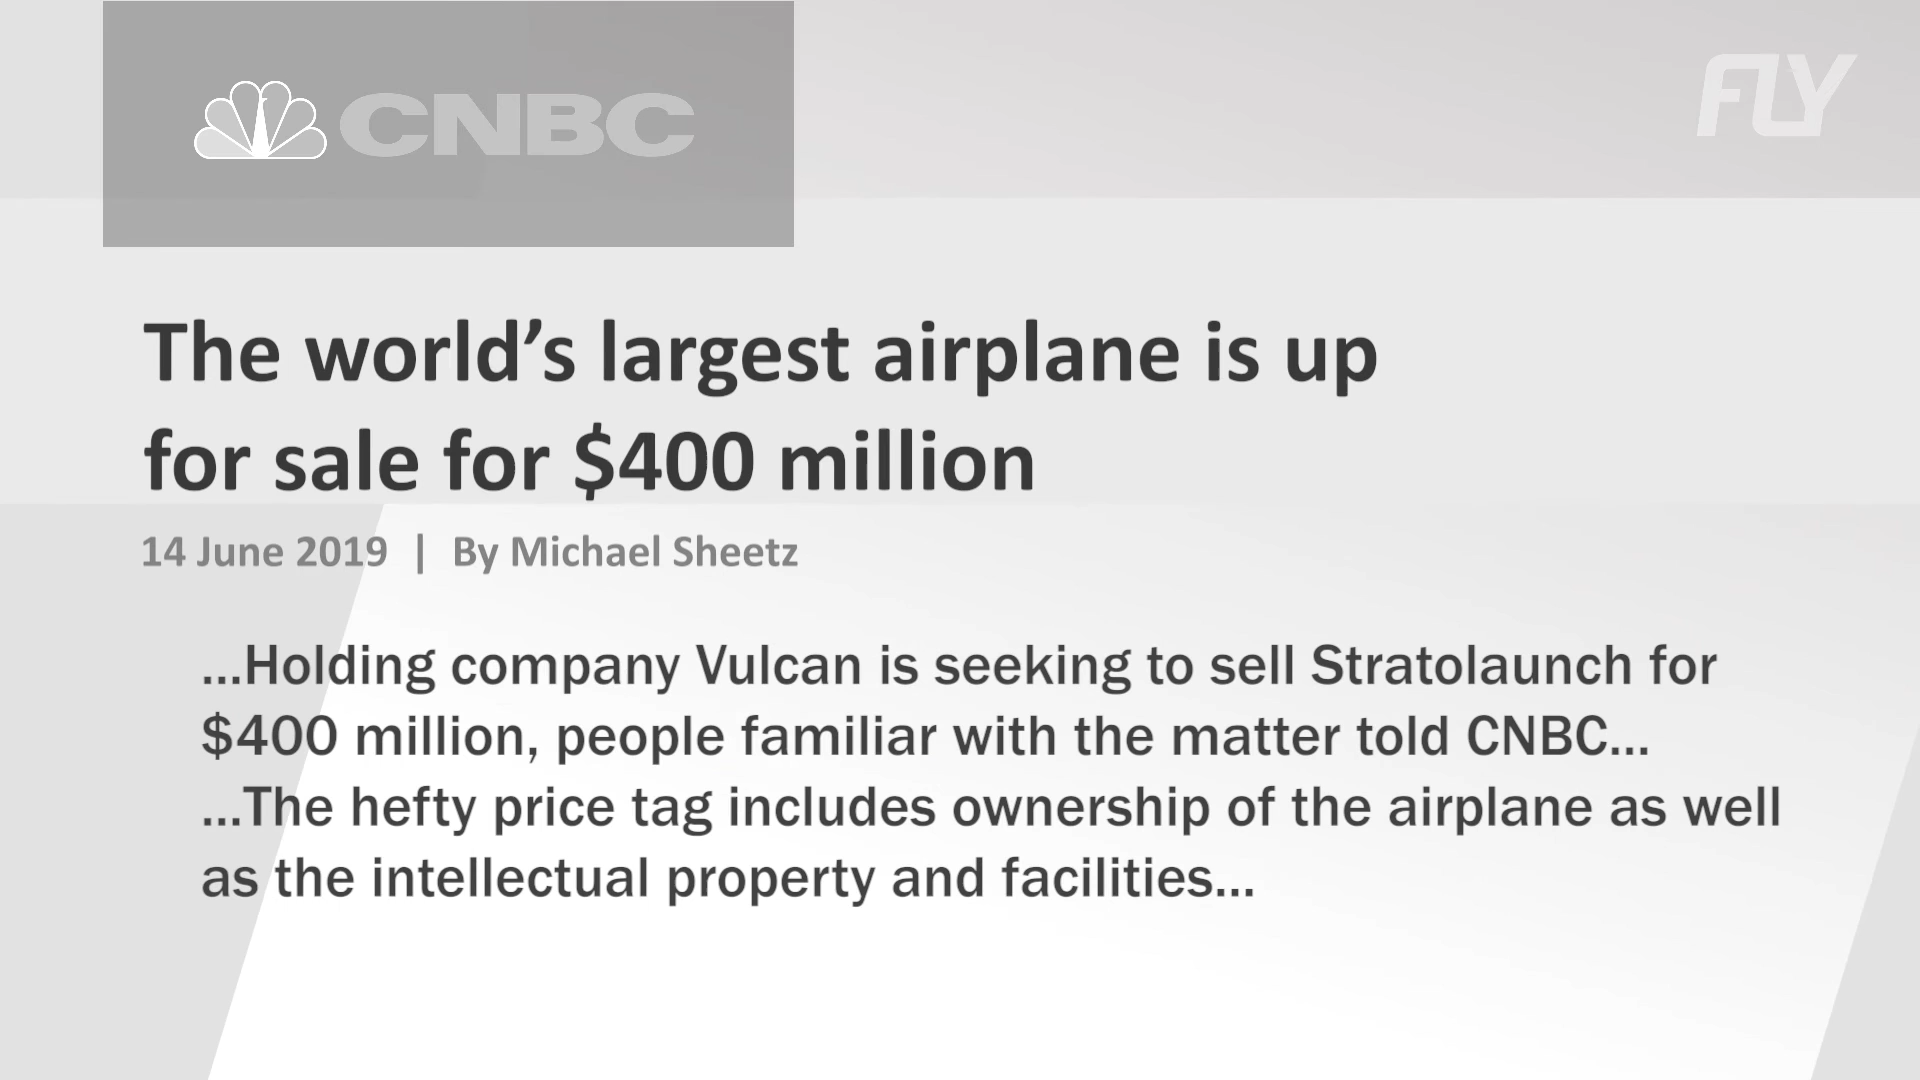 CNBC
FLY
The world’s largest airplane is up
for sale for $400 million
14 June 2019 | By Michael Sheetz
...Holding company Vulcan is seeking to sell Stratolaunch for
$400 million, people familiar with the matter told CNBC...
...The hefty price tag includes ownership of the airplane as well
as the intellectual property and facilities...